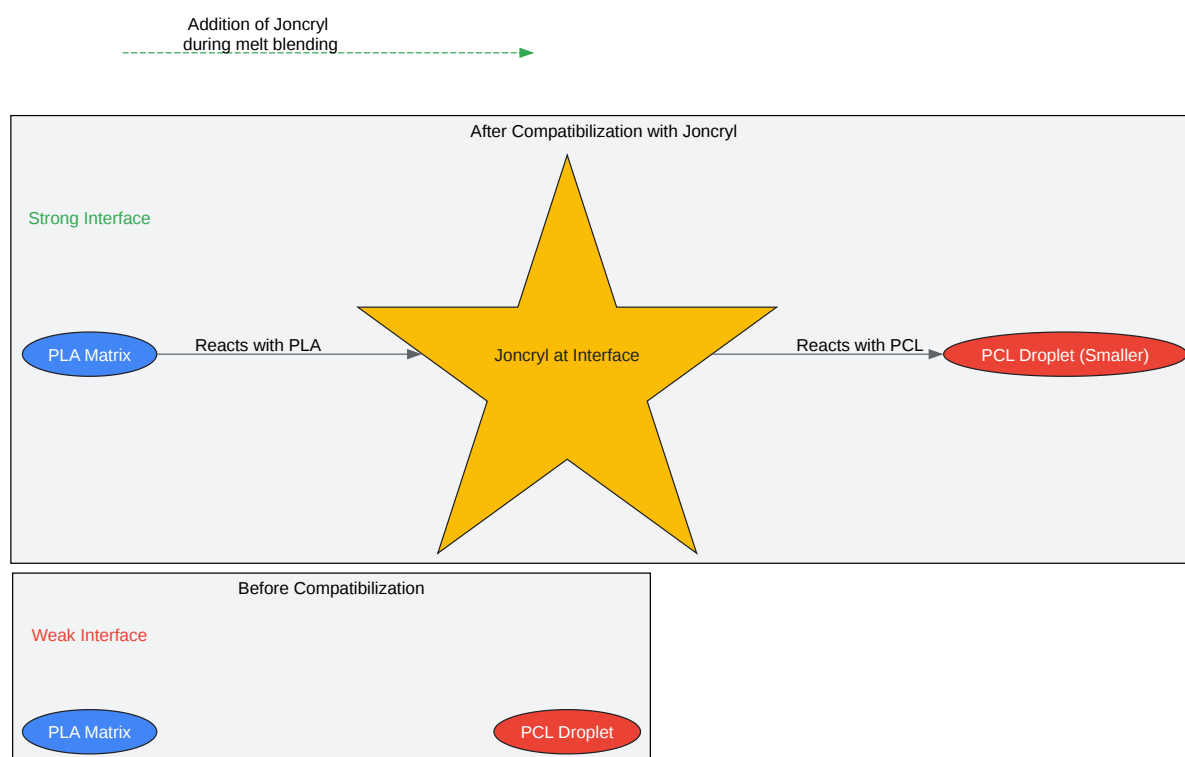 Addition of Joncryl
during melt blending
After Compatibilization with Joncryl
Strong Interface
PLA Matrix
Reacts with PLA
Joncryl at Interface
Reacts with PCL
PCL Droplet (Smaller)
Before Compatibilization
Weak Interface
PLA Matrix
PCL Droplet